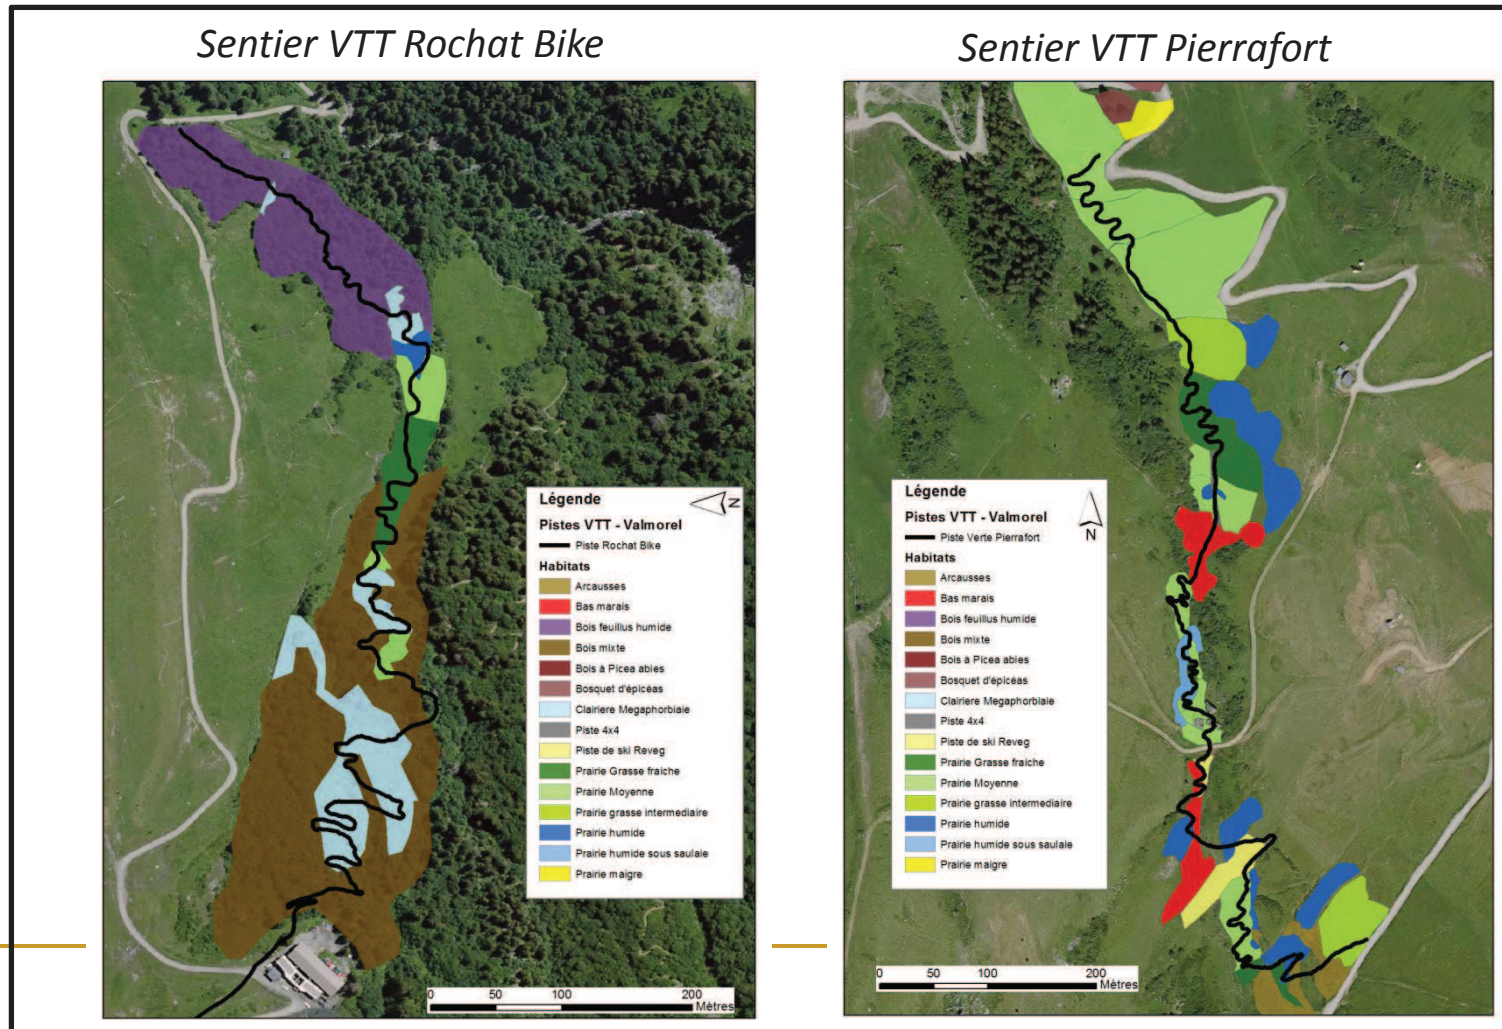 Sentier VTT Rochat Bike
Légende
N
Pistes VTT - Valmorel
Piste Rochat Bike
Habitats
Arcausses
Bas marais
Bois feuillus humide
Bois mixte
Bois à Picea abies
Bosquet d'épicéas
Clairiere Megaphorbiaie
Piste 4x4
Piste de ski Reveg
Prairie Grasse fraiche
Prairie Moyenne
Prairie grasse intermediaire
Prairie humide
Prairie humide sous saulaie
Prairie maigre
0 50 100 200
Mètres
Sentier VTT Pierrafort
Légende
Pistes VTT - Valmorel
N
Piste Verte Pierrafort
Habitats
Arcausses
Bas marais
Bois feuillus humide
Bois mixte
Bois à Picea abies
Bosquet d'épicéas
Clairiere Megaphorbiaie
Piste 4x4
Piste de ski Reveg
Prairie Grasse fraiche
Prairie Moyenne
Prairie grasse intermediaire
Prairie humide
Prairie humide sous saulaie
Prairie maigre
0 50 100 200
Mètres